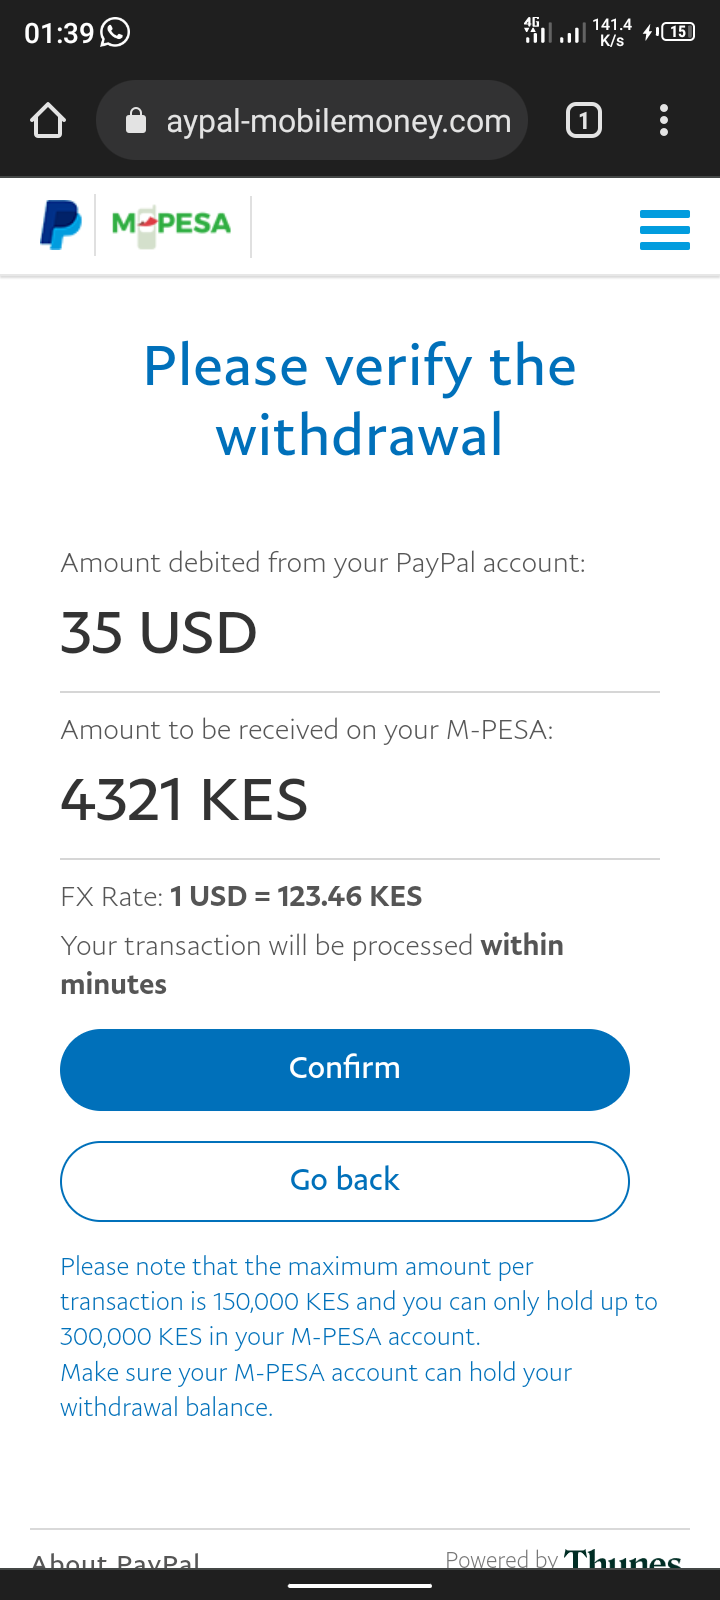 01:39
4G
141.4
K/s
15
aypal-mobilemoney.com
1
M-PESA
Please verify the
withdrawal
Amount debited from your PayPal account:
35 USD
Amount to be received on your M-PESA:
4321 KES
FX Rate: 1 USD = 123.46 KES
Your transaction will be processed within
minutes
Confirm
Go back
Please note that the maximum amount per
transaction is 150,000 KES and you can only hold up to
300,000 KES in your M-PESA account.
Make sure your M-PESA account can hold your
withdrawal balance.
About PayPal
Powered by Thunes